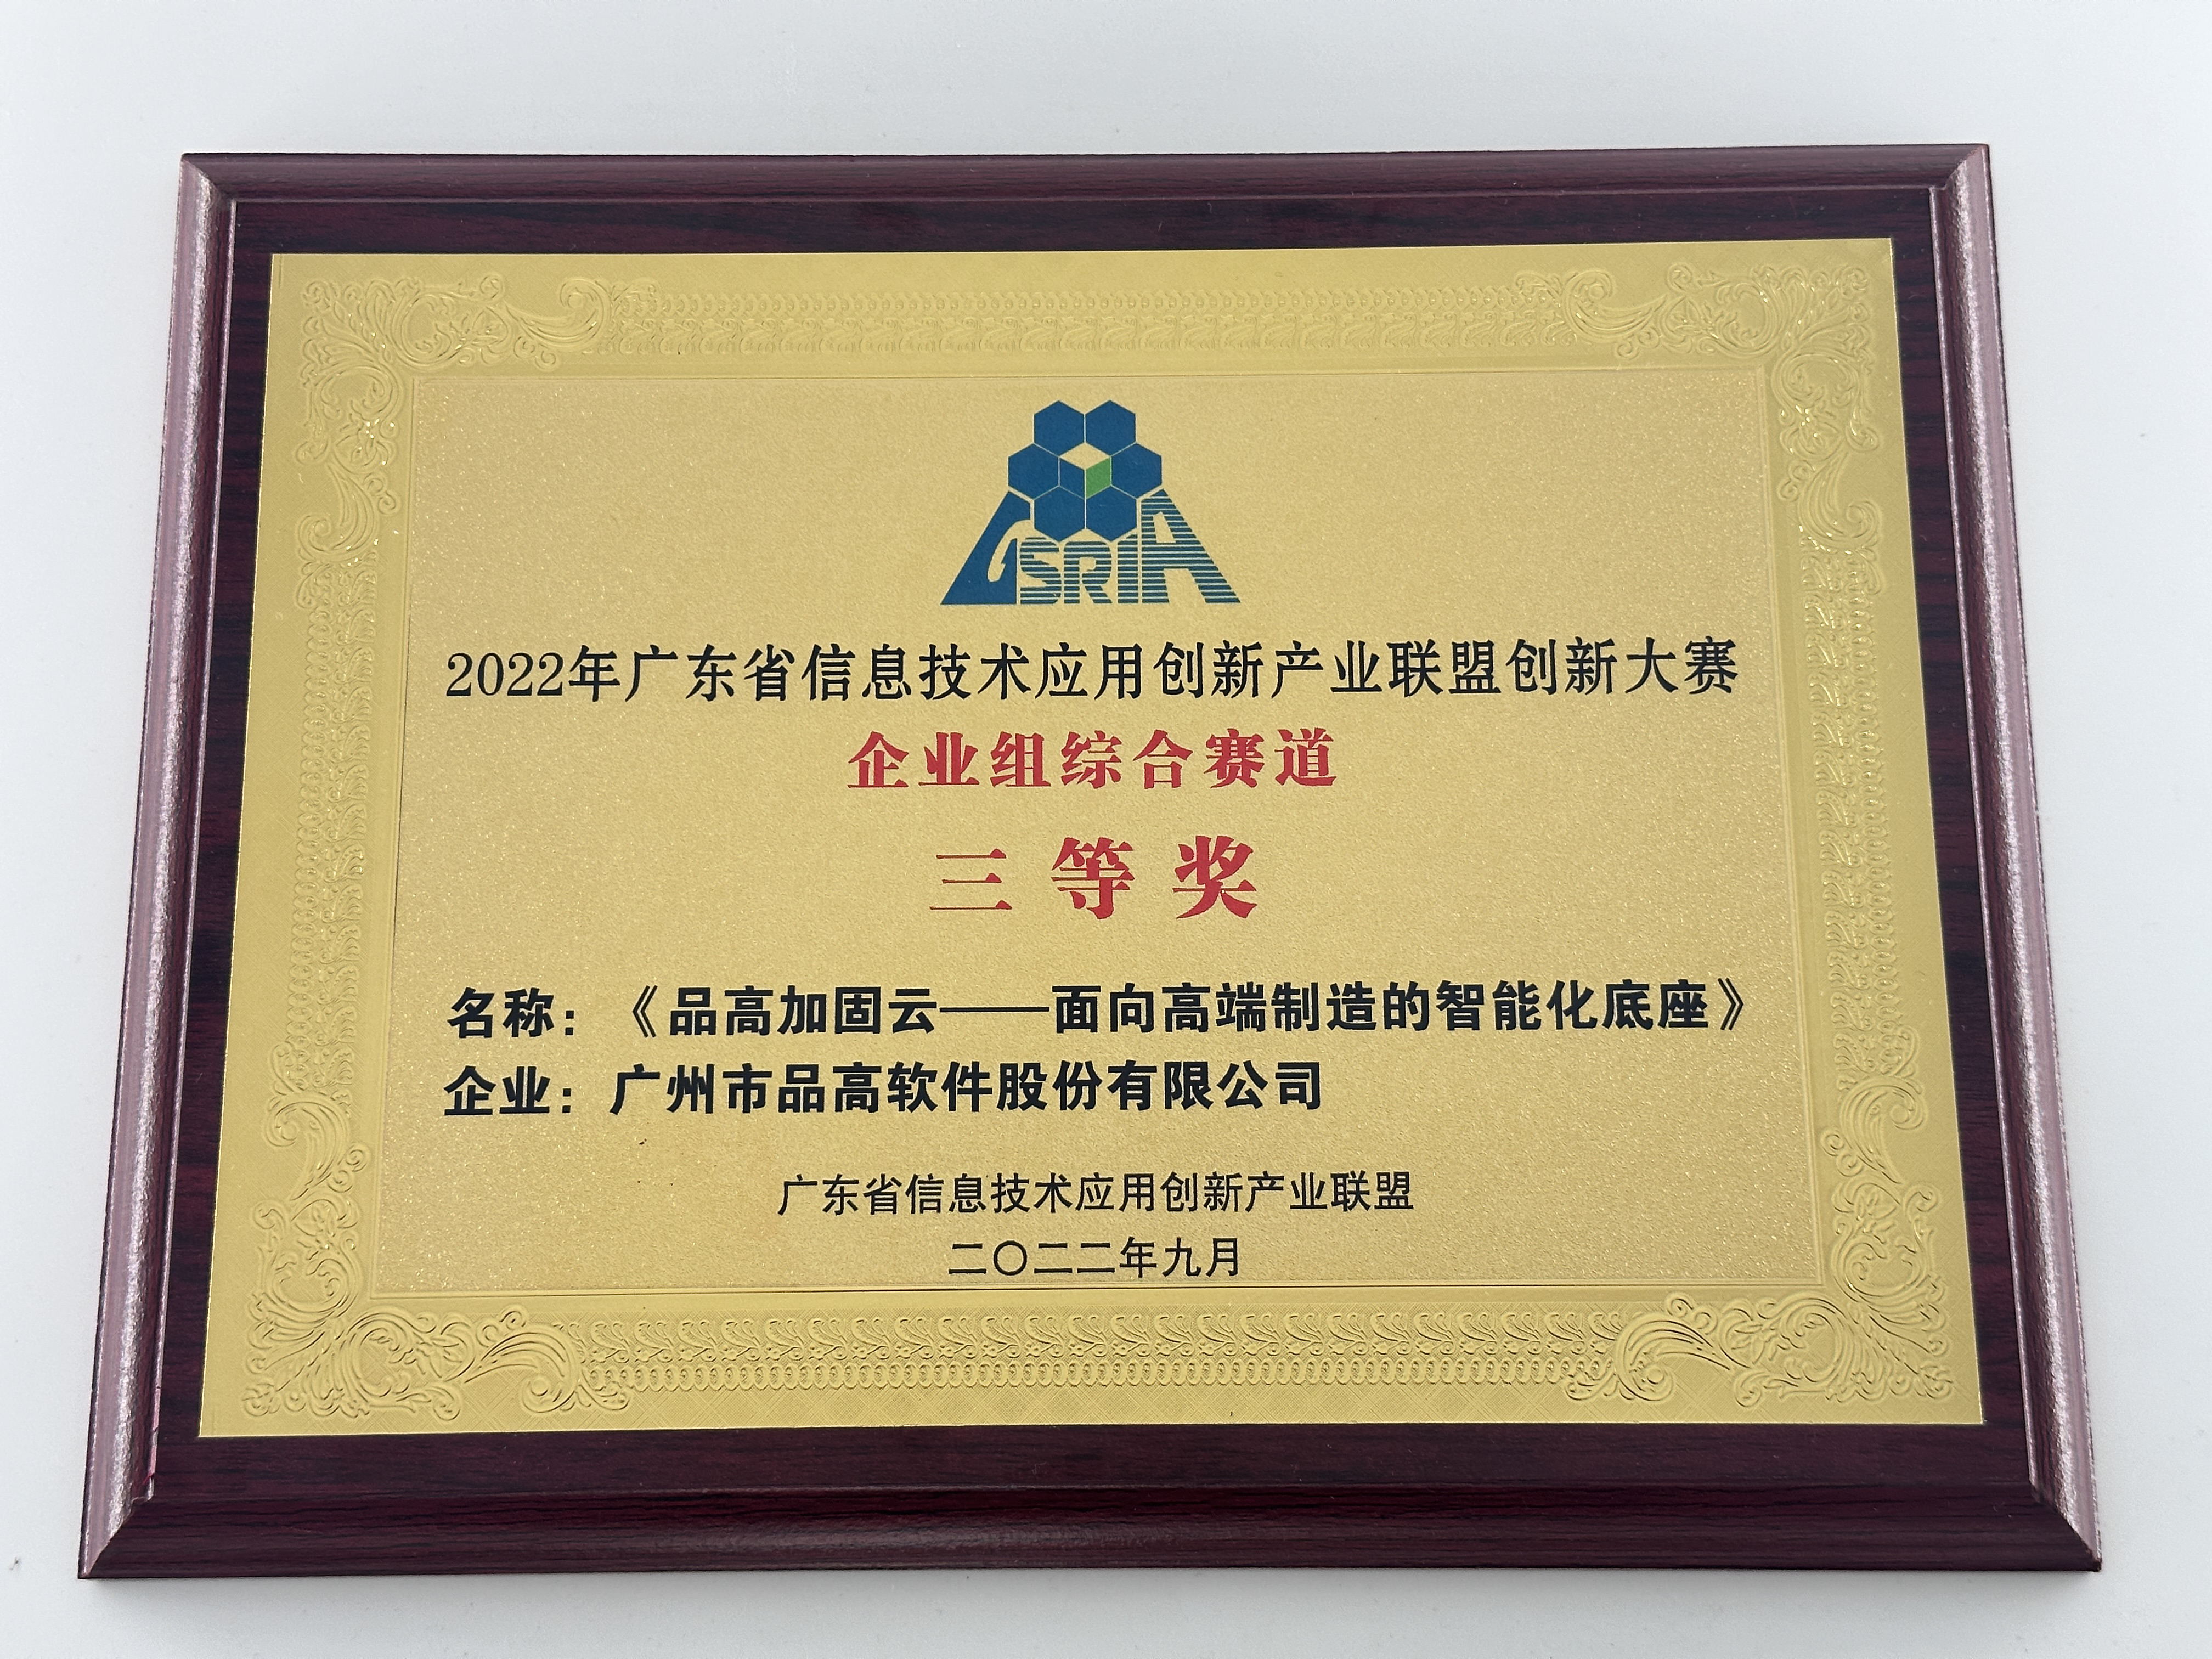 GSRIA
2022年广东省信息技术应用创新产业联盟创新大赛
企业组综合赛道
三等奖
名称：《品高加固云——面向高端制造的智能化底座》
企业：广州市品高软件股份有限公司
广东省信息技术应用创新产业联盟
二〇二二年九月